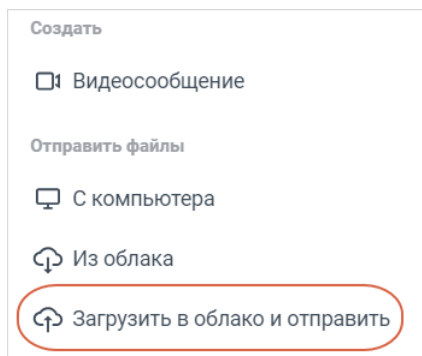 Создать
Видеосообщение
Отправить файлы
С компьютера
Из облака
Загрузить в облако и отправить